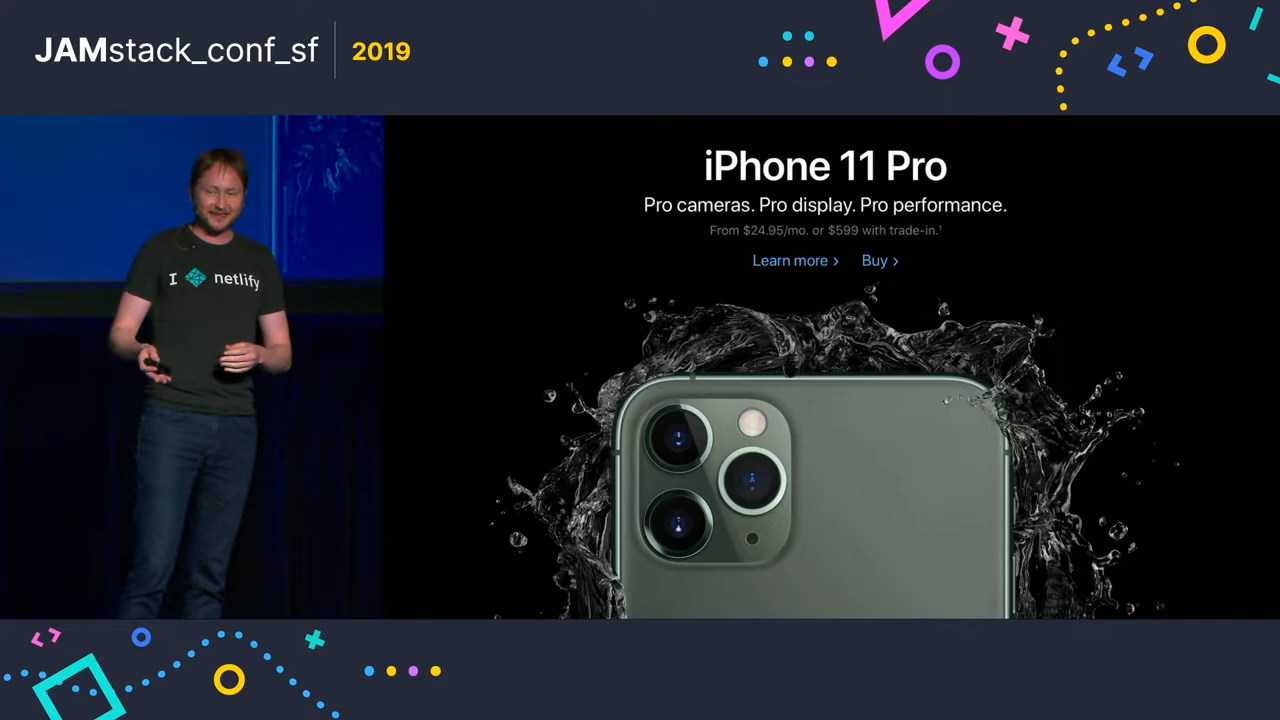 JAMstack_conf_sf 2019
I netlify
iPhone 11 Pro
Pro cameras. Pro display. Pro performance.
From $24.95/mo. or $599 with trade-in.¹
Learn more > Buy >